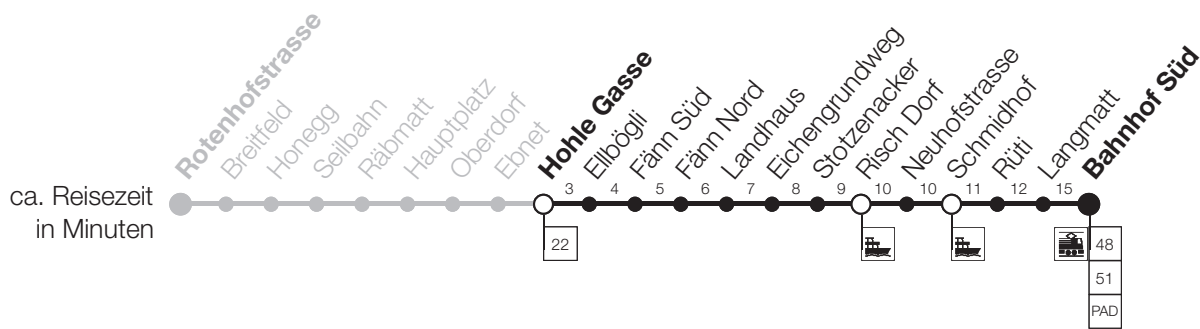 Rotenhofstrasse
Breitfeld
Honegg
Seilbahn
Räbmatt
Hauptplatz
Oberdorf
Ebnet
Hohle Gasse
Ellbögli
Fänn Süd
Fänn Nord
Landhaus
Eichengrundweg
Stotzenacker
Risch Dorf
Neuhofstrasse
Schmidhof
Rüti
Langmatt
Bahnhof Süd
ca. Reisezeit
in Minuten
3 4 5 6 7 8 9 10 10 11 12 15
22
48
51
PAD